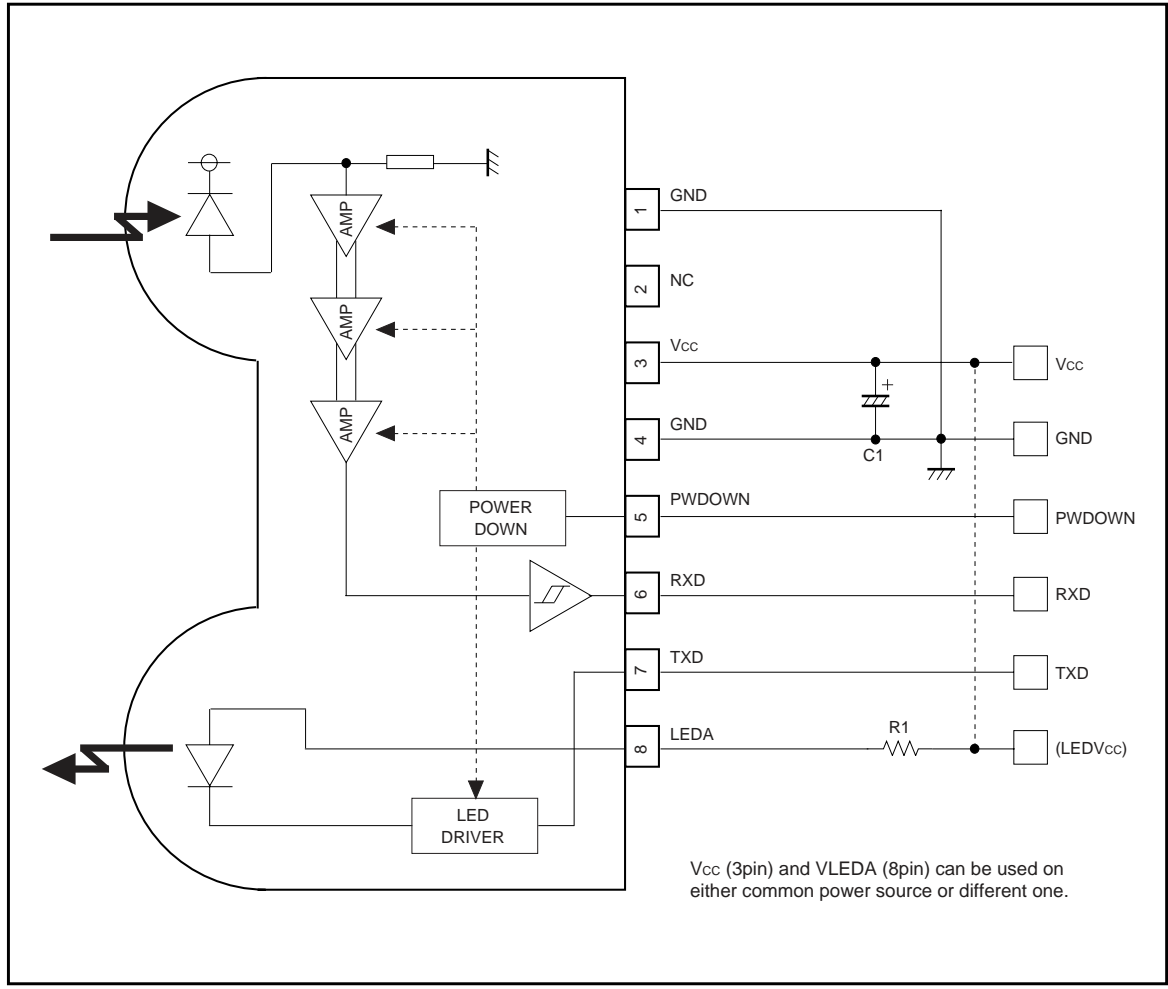 AMP
AMP
AMP
POWER
DOWN
LED
DRIVER
1
GND
2
NC
3
Vcc
4
GND
5
PWDOWN
6
RXD
7
TXD
8
LEDA
+
C1
R1
Vcc
GND
PWDOWN
RXD
TXD
(LEDVcc)
Vcc (3pin) and VLEDA (8pin) can be used on
either common power source or different one.